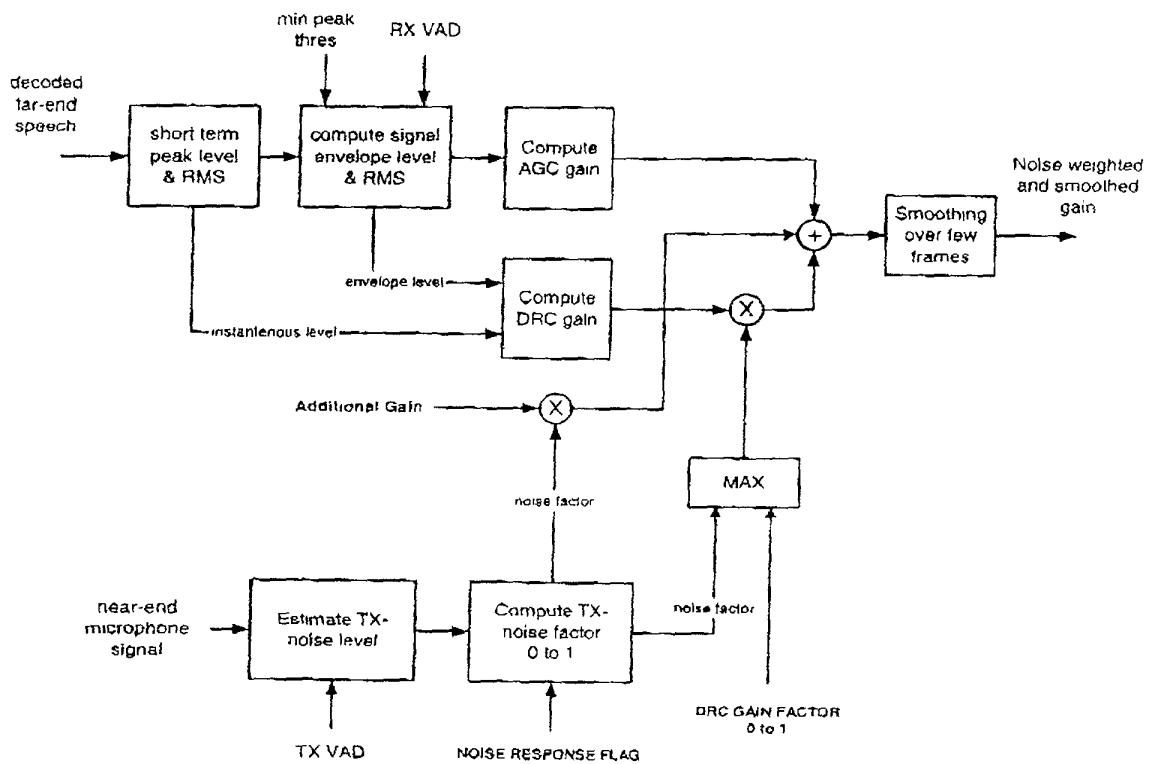 min peak
thres
RX VAD
decoded
far-end
speech
short term
peak level
& RMS
compute signal
envelope level
& RMS
Compute
AGC gain
Noise weighted
and smoothed
gain
+
Smoothing
over few
frames
envelope level
Compute
DRC gain
X
instantenous level
Additional Gain
X
MAX
noise factor
near-end
microphone
signal
Estimate TX-
noise level
Compute TX-
noise factor
0 to 1
noise factor
DRC GAIN FACTOR
0 to 1
TX VAD
NOISE RESPONSE FLAG